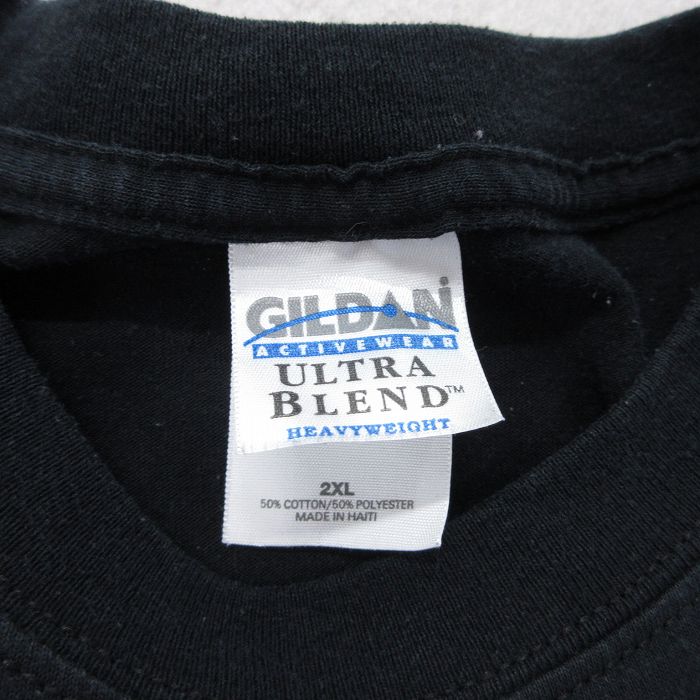 GILDAN
ACTIVEWEAR
ULTRA
BLEND™
HEAVYWEIGHT
2XL
50% COTTON/50% POLYESTER
MADE IN HAITI